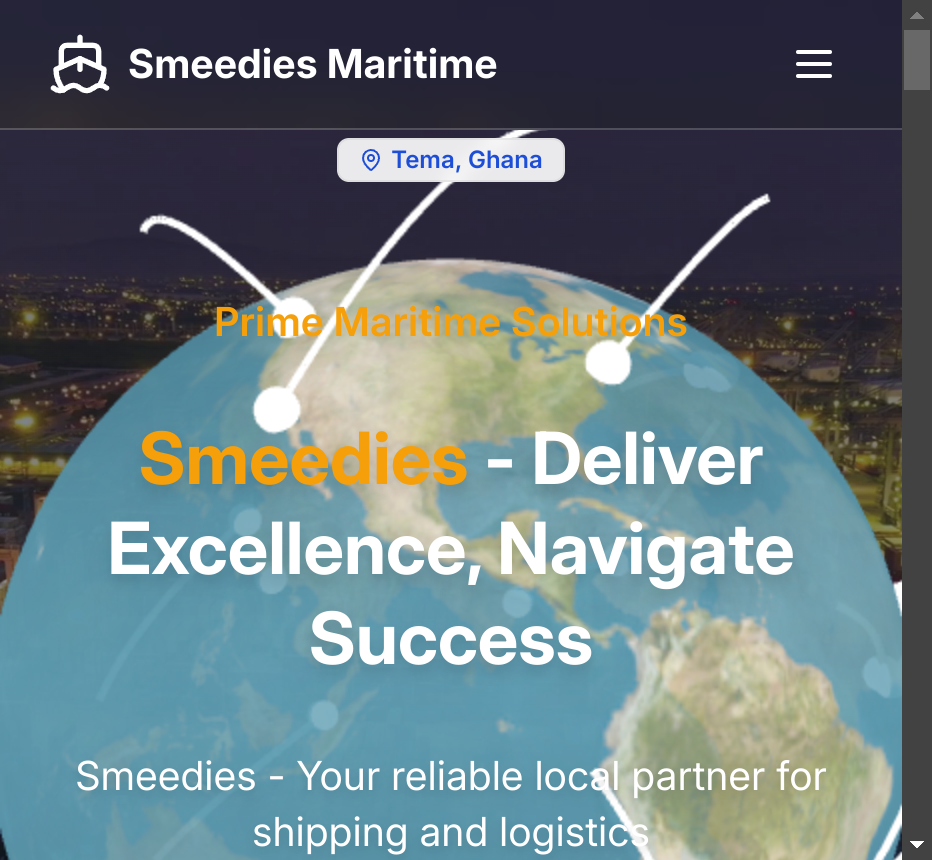 Smeedies Maritime
Tema, Ghana
Prime Maritime Solutions
Smeedies - Deliver
Excellence, Navigate
Success
Smeedies - Your reliable local partner for
shipping and logistics